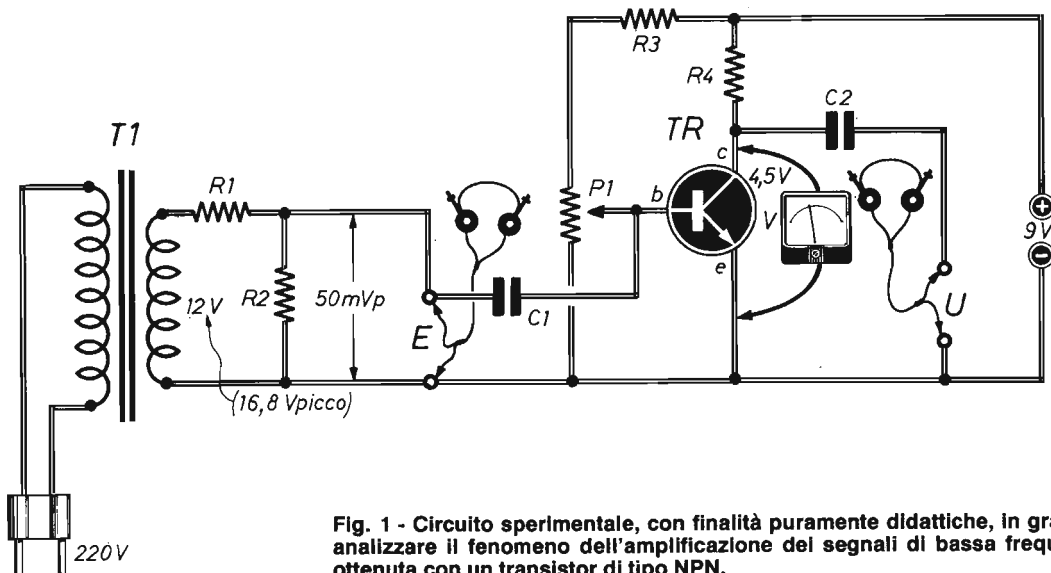 R3
R4
C2
T1
TR
c
R1
P1
b
4,5V
V
+
9V
-
e
R2
12V
50mVp
C1
E
U
(16,8 Vpicco)
220V
Fig. 1 - Circuito sperimentale, con finalità puramente didattiche, in gra
analizzare il fenomeno dell'amplificazione dei segnali di bassa frequ
ottenuta con un transistor di tipo NPN.